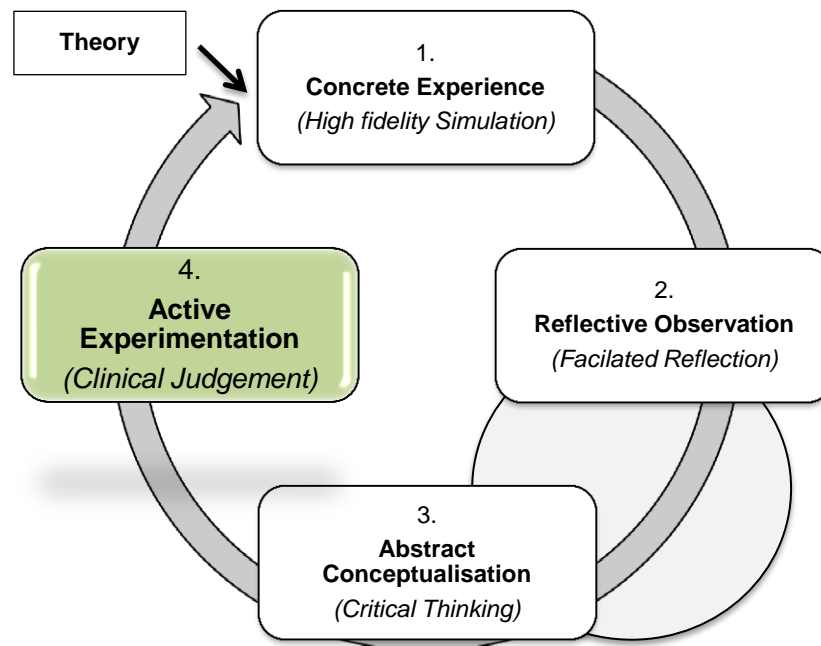 Theory
1.
Concrete Experience
(High fidelity Simulation)
2.
Reflective Observation
(Facilated Reflection)
3.
Abstract
Conceptualisation
(Critical Thinking)
4.
Active
Experimentation
(Clinical Judgement)